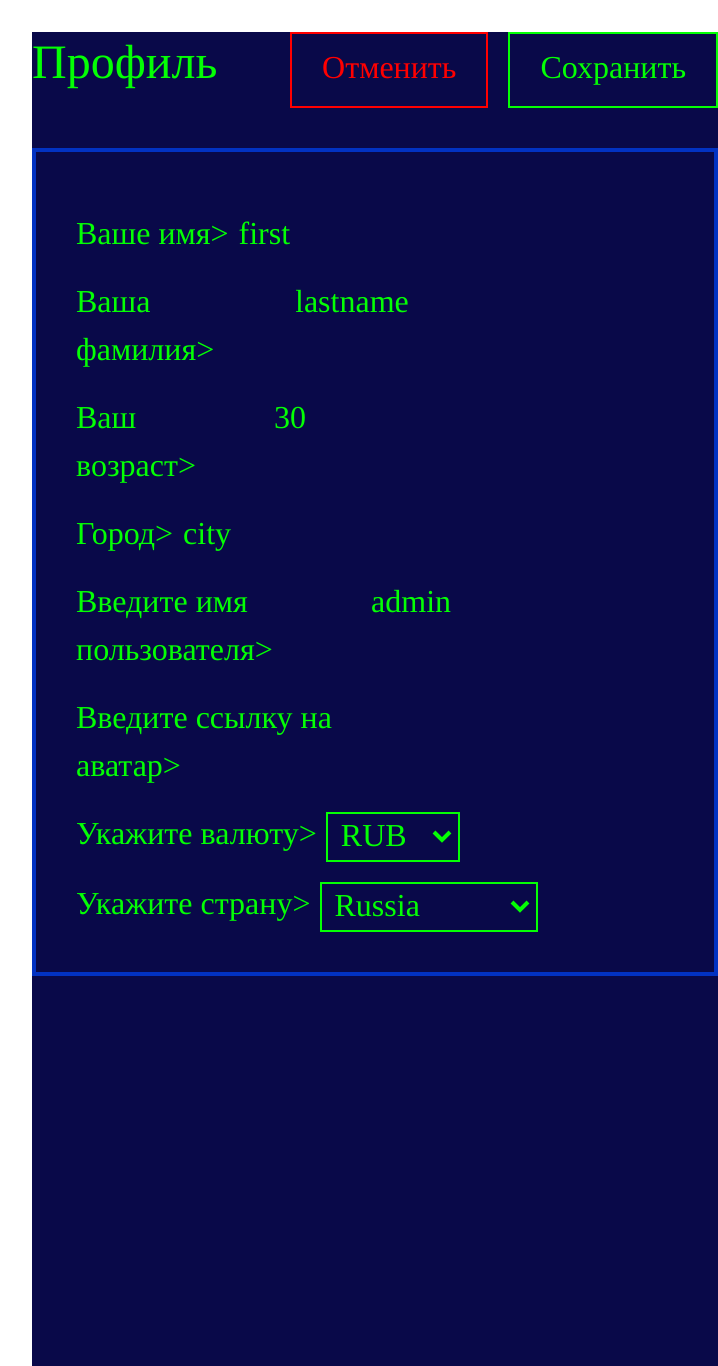 Профиль Отменить Сохранить
Ваше имя> first
Ваша lastname
фамилия>
Ваш 30
возраст>
Город> city
Введите имя admin
пользователя>
Введите ссылку на
аватар>
Укажите валюту> RUB
Укажите страну> Russia